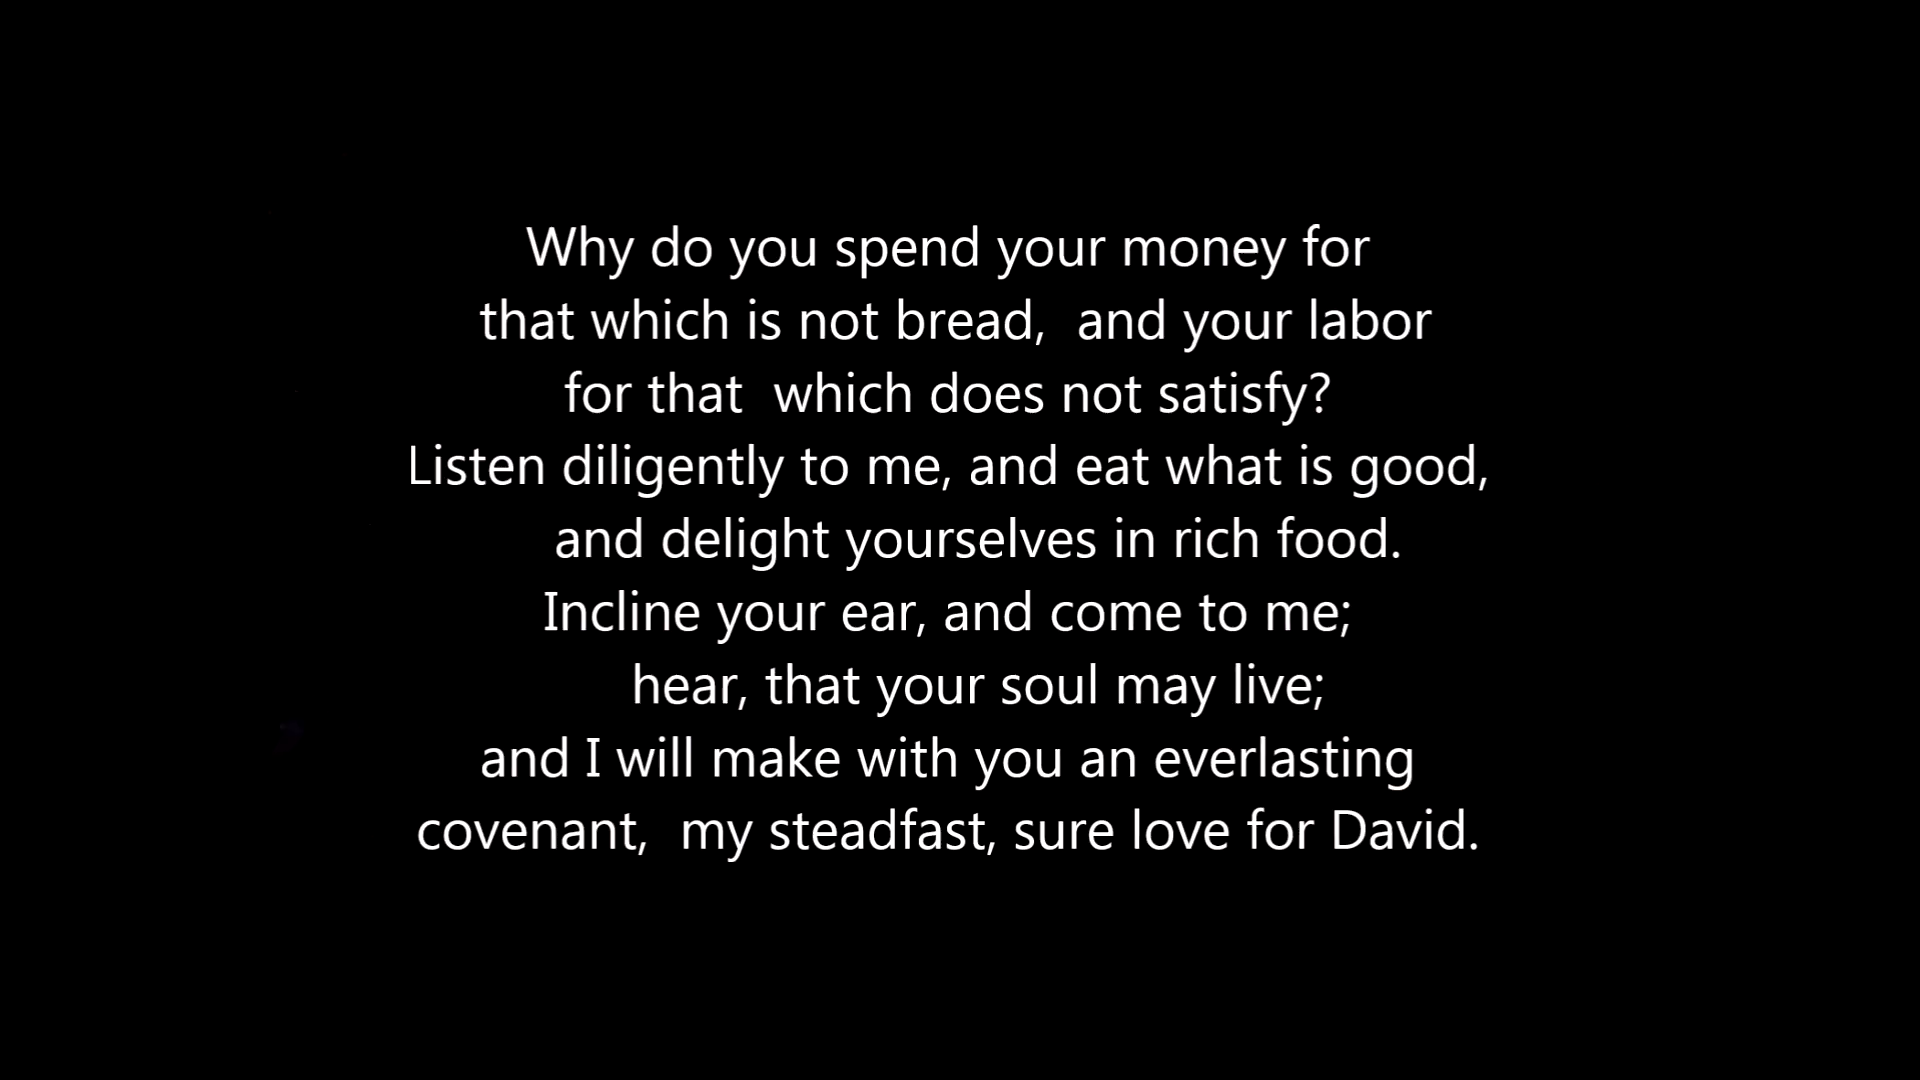 Why do you spend your money for
that which is not bread,  and your labor
for that  which does not satisfy?
Listen diligently to me, and eat what is good,
and delight yourselves in rich food.
Incline your ear, and come to me;
hear, that your soul may live;
and I will make with you an everlasting
covenant,  my steadfast, sure love for David.